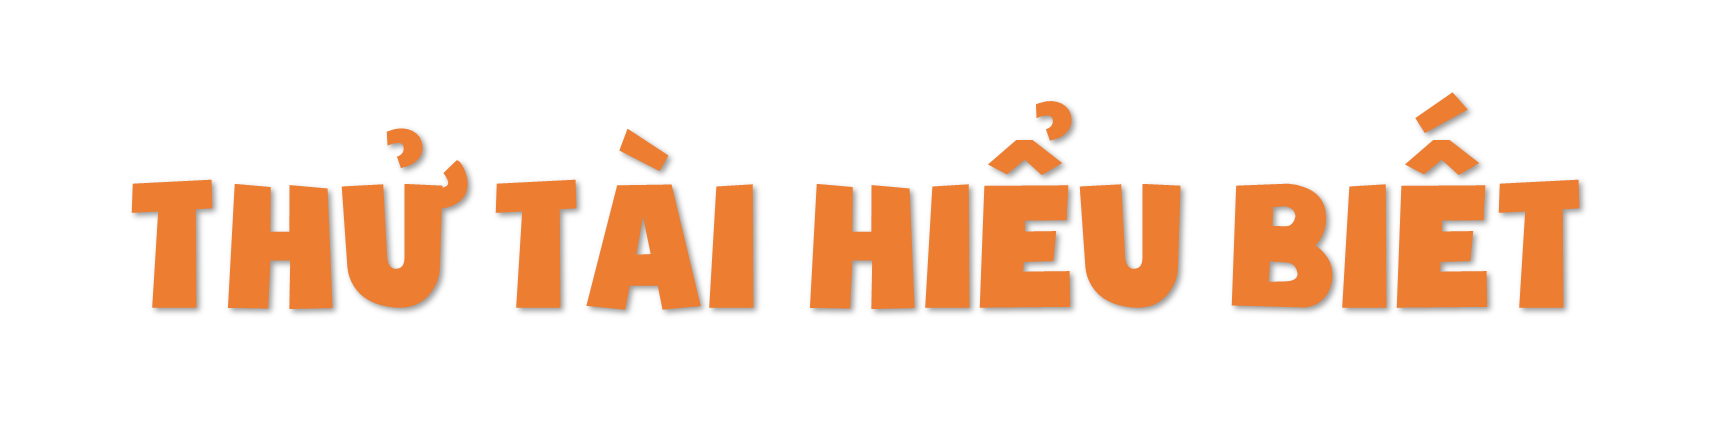 THỬ TÀI HIỂU BIẾT